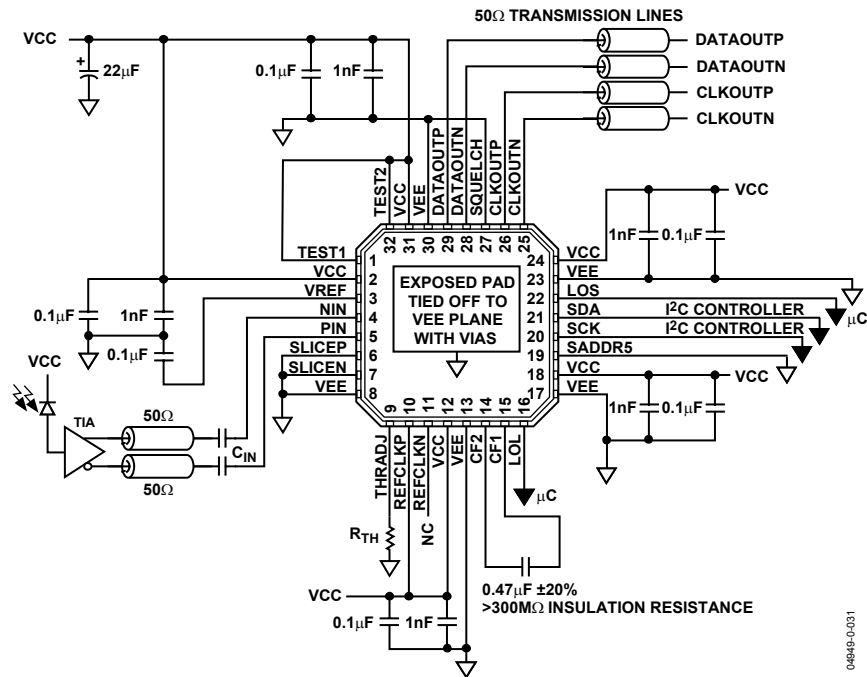 50Ω TRANSMISSION LINES
VCC
DATAOUTP
DATAOUTN
CLKOUTP
CLKOUTN
+
22µF
0.1µF
1nF
TEST2
VCC
VEE
DATAOUTP
DATAOUTN
SQUELCH
CLKOUTP
CLKOUTN
32
31
30
29
28
27
26
25
TEST1
1
VCC
2
VREF
3
NIN
4
PIN
5
SLICEP
6
SLICEN
7
VEE
8
EXPOSED PAD
TIED OFF TO
VEE PLANE
WITH VIAS
24
VCC
23
VEE
22
LOS
21
SDA
20
SCK
19
SADDR5
18
VCC
17
VEE
VCC
1nF
0.1µF
I²C CONTROLLER
I²C CONTROLLER
µC
VCC
1nF
0.1µF
0.1µF
1nF
0.1µF
VCC
TIA
50Ω
50Ω
CIN
9
10
11
12
13
14
15
16
THRADJ
REFCLKP
REFCLKN
VCC
VEE
CF2
CF1
LOL
RTH
NC
µC
0.47µF ±20%
>300MΩ INSULATION RESISTANCE
VCC
0.1µF
1nF
04949-0-031